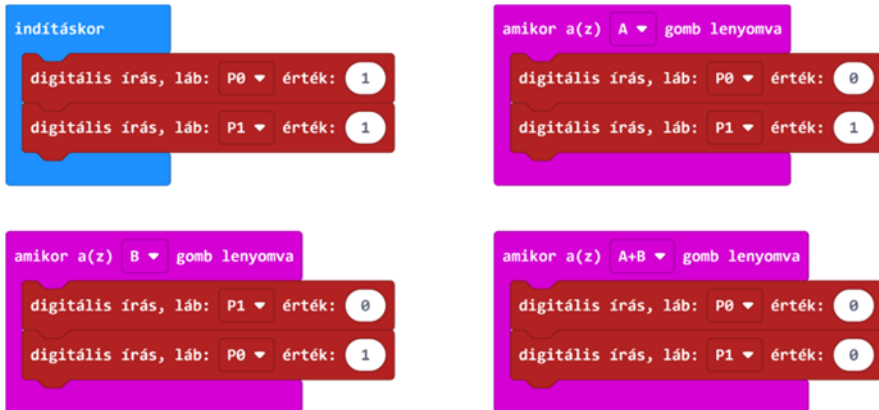 indításkor
digitális írás, láb: P0 érték: 1
digitális írás, láb: P1 érték: 1
amikor a(z) A gomb lenyomva
digitális írás, láb: P0 érték: 0
digitális írás, láb: P1 érték: 1
amikor a(z) B gomb lenyomva
digitális írás, láb: P1 érték: 0
digitális írás, láb: P0 érték: 1
amikor a(z) A+B gomb lenyomva
digitális írás, láb: P0 érték: 0
digitális írás, láb: P1 érték: 0